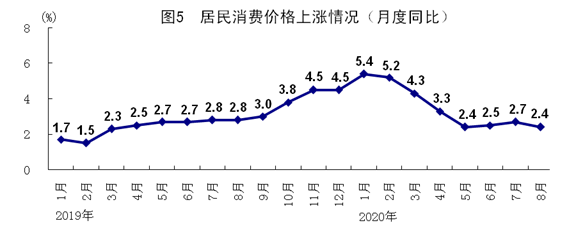 图5 居民消费价格上涨情况（月度同比）
(%)
8
6
4
2
0
1.7 1.5 2.3 2.5 2.7 2.7 2.8 2.8 3.0 3.8 4.5 4.5 5.4 5.2 4.3 3.3 2.4 2.5 2.7 2.4
1月 2月 3月 4月 5月 6月 7月 8月 9月 10月 11月 12月 1月 2月 3月 4月 5月 6月 7月 8月
2019年 2020年